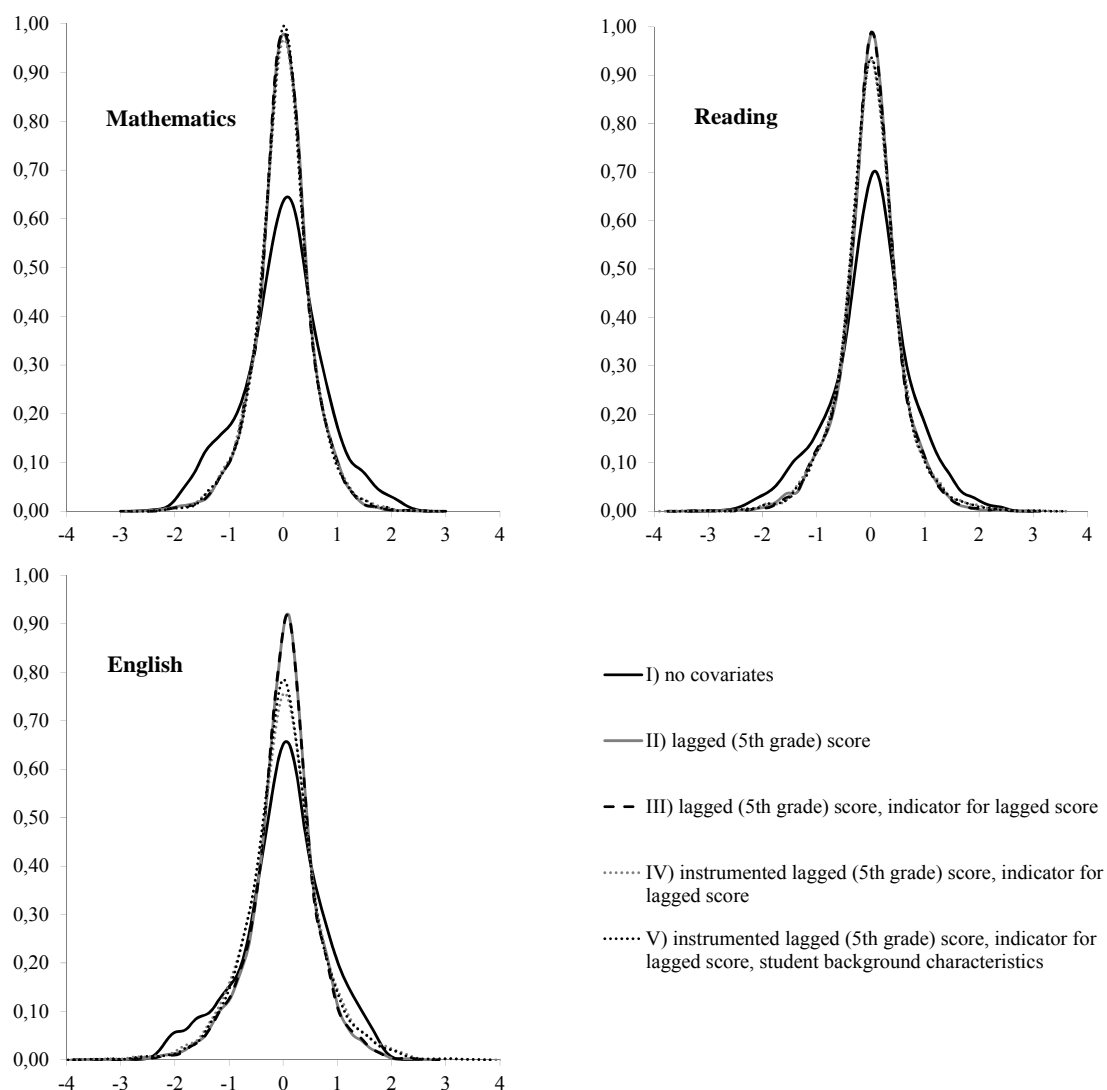 1,00
0,90
0,80
0,70
0,60
0,50
0,40
0,30
0,20
0,10
0,00
-4 -3 -2 -1 0 1 2 3 4
Mathematics
1,00
0,90
0,80
0,70
0,60
0,50
0,40
0,30
0,20
0,10
0,00
-4 -3 -2 -1 0 1 2 3 4
Reading
1,00
0,90
0,80
0,70
0,60
0,50
0,40
0,30
0,20
0,10
0,00
-4 -3 -2 -1 0 1 2 3 4
English
I) no covariates
II) lagged (5th grade) score
III) lagged (5th grade) score, indicator for lagged score
IV) instrumented lagged (5th grade) score, indicator for
lagged score
V) instrumented lagged (5th grade) score, indicator for
lagged score, student background characteristics